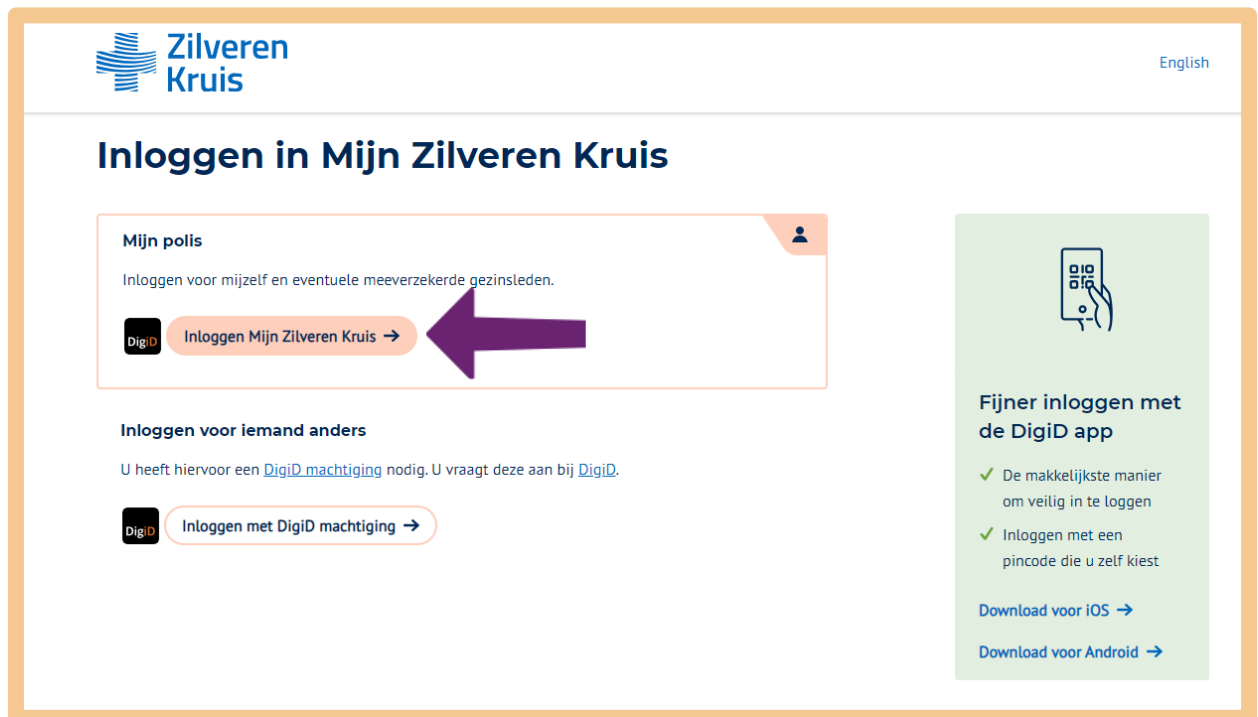 Zilveren
Kruis
English
Inloggen in Mijn Zilveren Kruis
Mijn polis
Inloggen voor mijzelf en eventuele meeverzekerde gezinsleden.
DigiD
Inloggen Mijn Zilveren Kruis →
Inloggen voor iemand anders
U heeft hiervoor een DigiD machtiging nodig. U vraagt deze aan bij DigiD.
DigiD
Inloggen met DigiD machtiging →
Fijner inloggen met
de DigiD app
✓ De makkelijkste manier
om veilig in te loggen
✓ Inloggen met een
pincode die u zelf kiest
Download voor iOS →
Download voor Android →